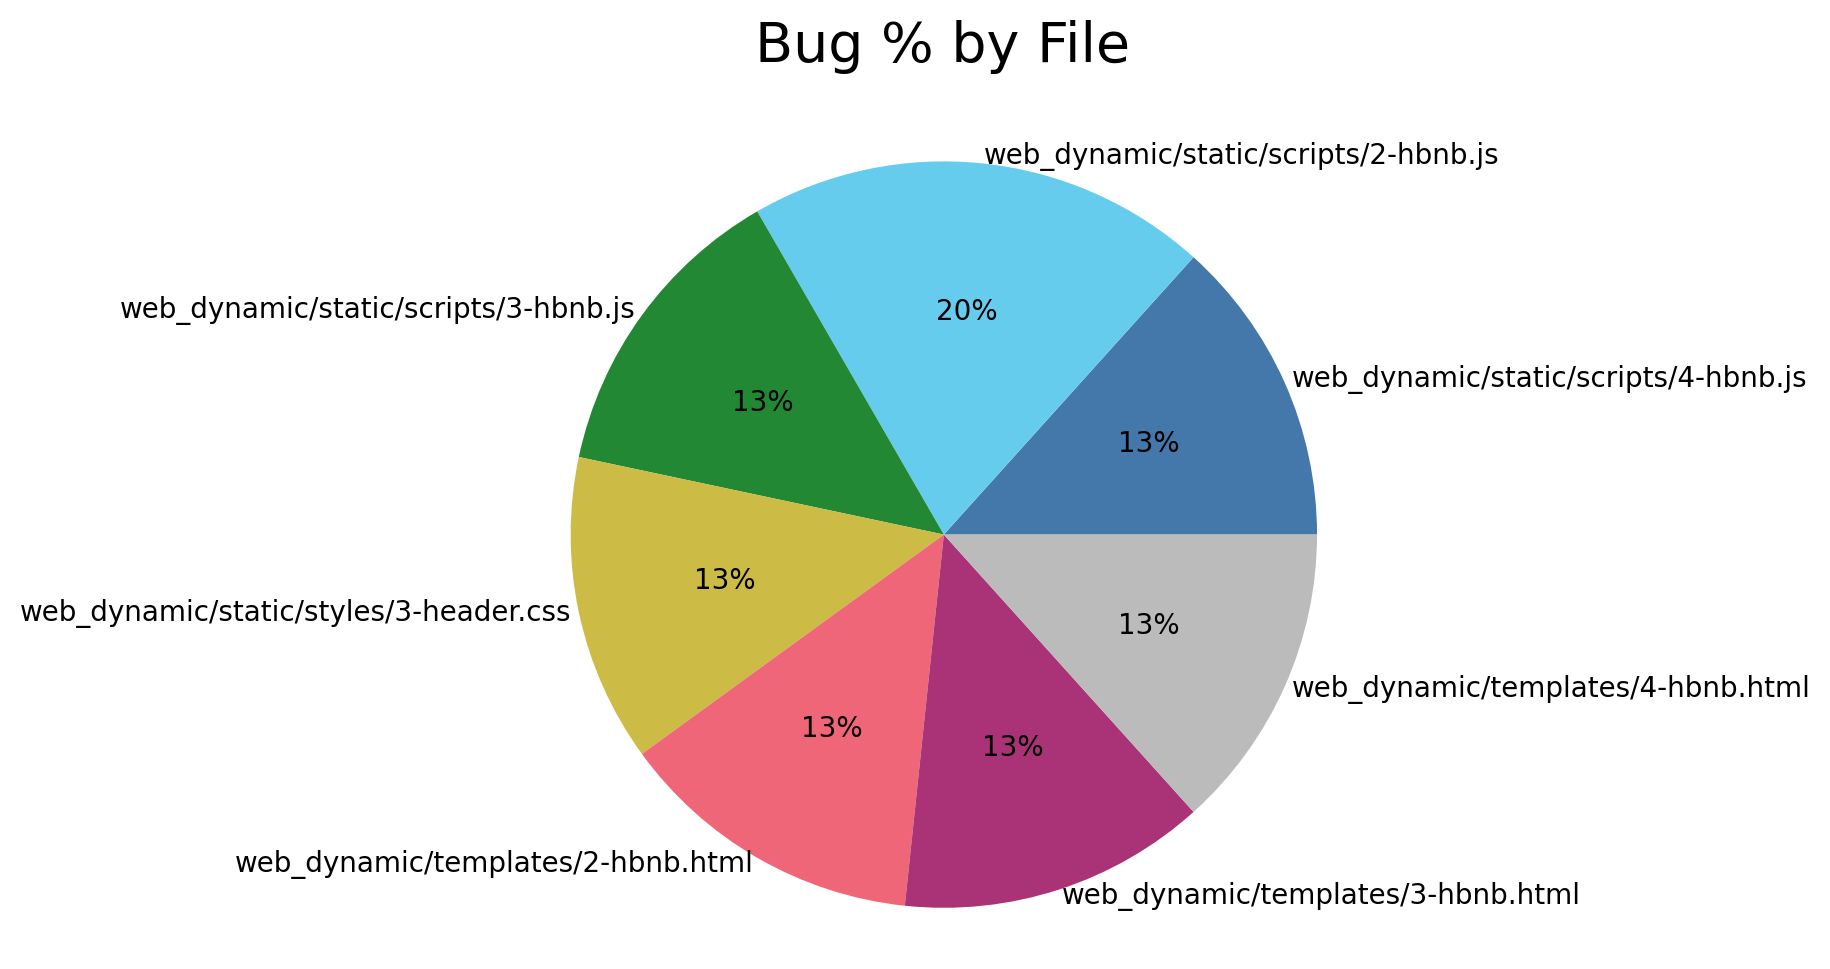 Bug % by File
web_dynamic/static/scripts/2-hbnb.js
web_dynamic/static/scripts/3-hbnb.js
20%
web_dynamic/static/scripts/4-hbnb.js
13%
13%
13%
web_dynamic/static/styles/3-header.css
13%
web_dynamic/templates/4-hbnb.html
13%
13%
web_dynamic/templates/2-hbnb.html
web_dynamic/templates/3-hbnb.html